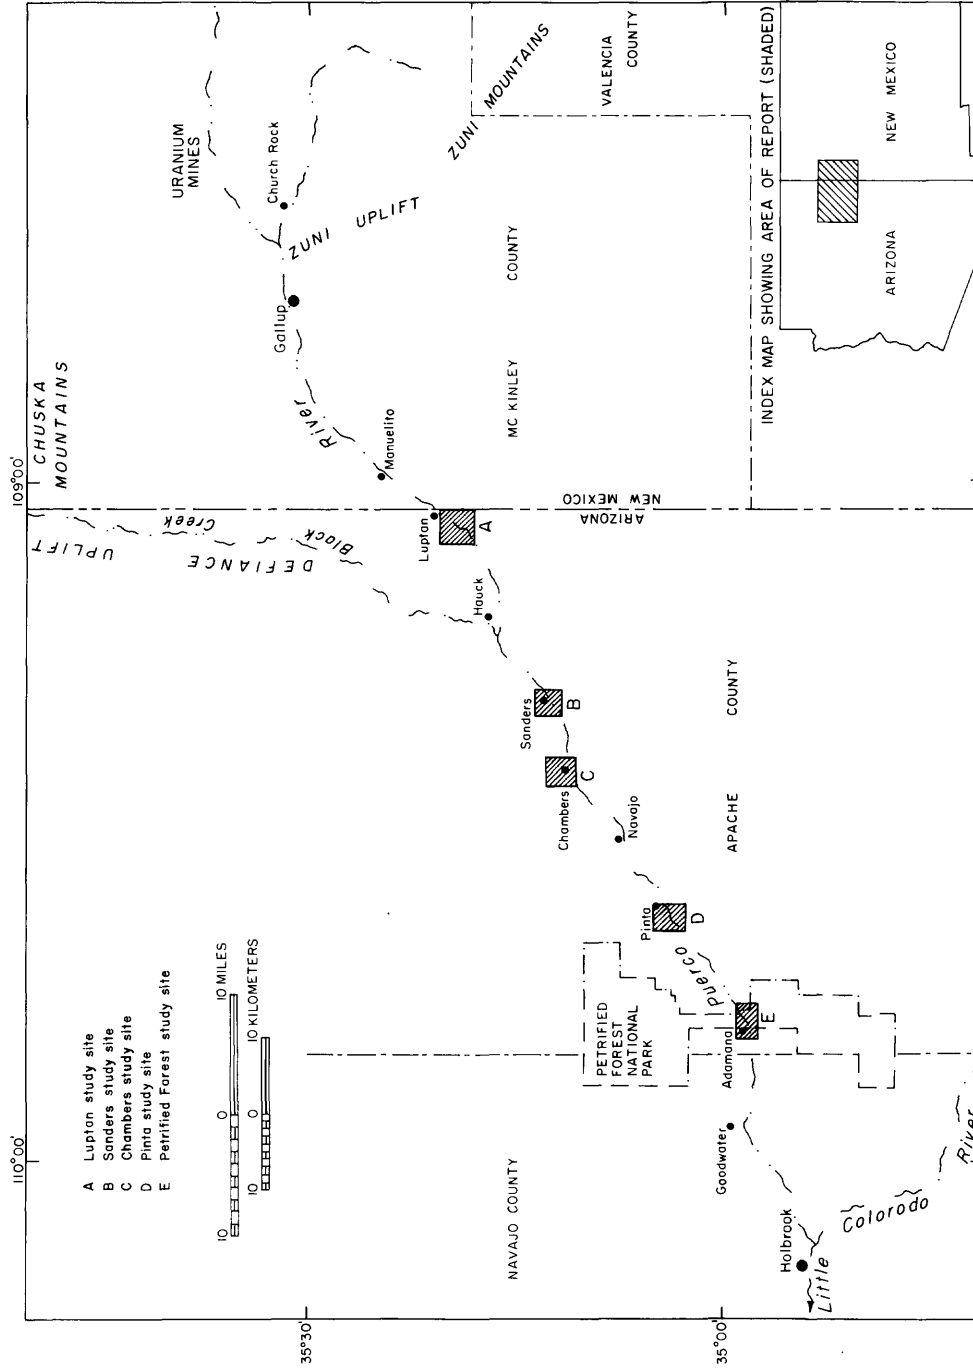 110°00'
109°00'
35°30'
35°00'
A Luptan study site
B Sanders study site
C Chambers study site
D Pinta study site
E Petrified Forest study site
10 0 10 MILES
10 0 10 KILOMETERS
CHUSKA
MOUNTAINS
DEFIANCE UPLIFT
Black Creek
URANIUM
MINES
Church Rock
ZUNI UPLIFT
ZUNI MOUNTAINS
Gallup
River
Manuelito
Luptan
A
Hauck
Sanders
B
Chambers
C
Navajo
Pinta
D
Puerco
PETRIFIED
FOREST
NATIONAL
PARK
Adamana
E
Goodwater
Holbrook
Little Colorado River
NAVAJO COUNTY
APACHE COUNTY
ARIZONA
NEW MEXICO
MC KINLEY COUNTY
VALENCIA
COUNTY
INDEX MAP SHOWING AREA OF REPORT (SHADED)
ARIZONA
NEW MEXICO